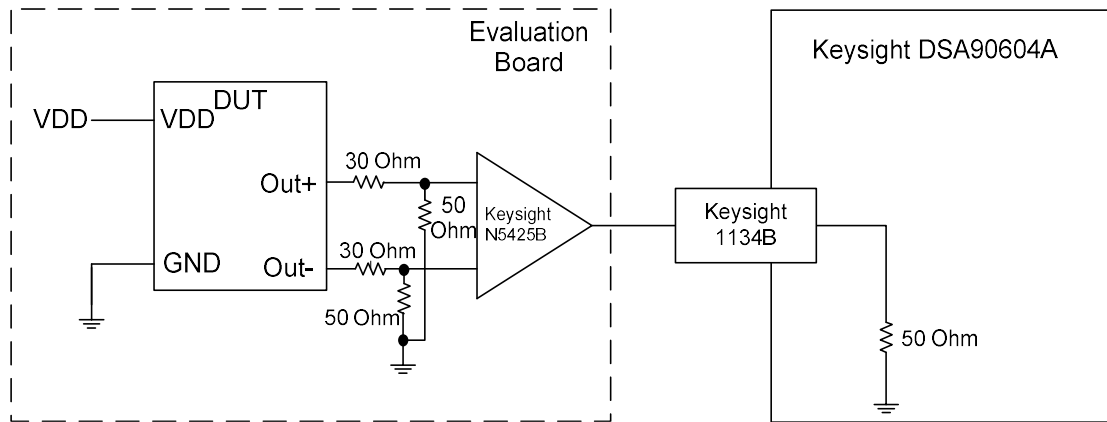 Evaluation
Board
Keysight DSA90604A
DUT
VDD
VDD
30 Ohm
Out+
50
Ohm
Keysight
N5425B
Keysight
1134B
30 Ohm
GND
Out-
50 Ohm
50 Ohm